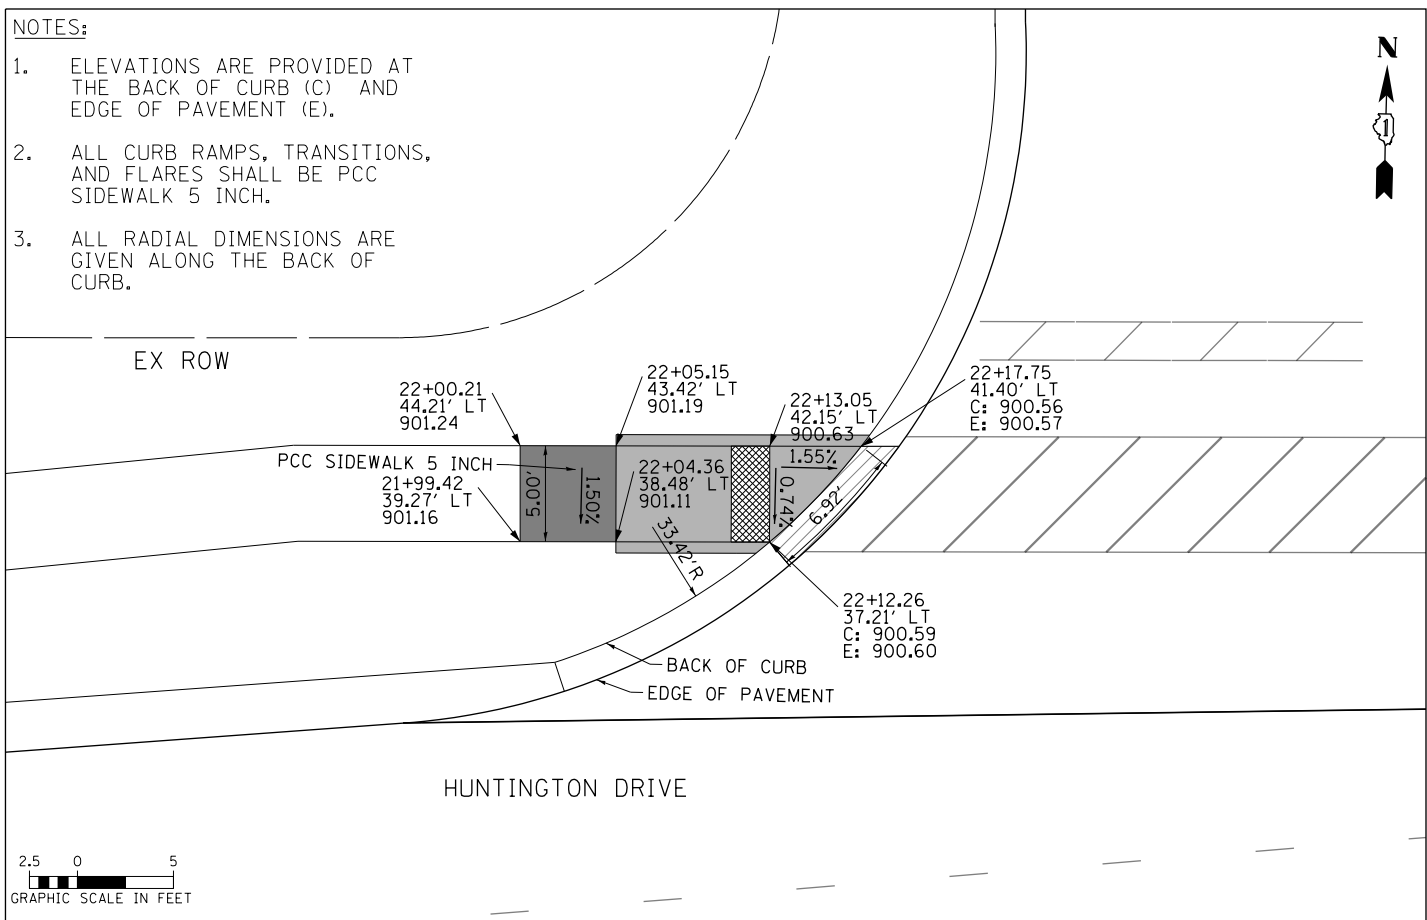 NOTES:
1. ELEVATIONS ARE PROVIDED AT
THE BACK OF CURB (C) AND
EDGE OF PAVEMENT (E).
2. ALL CURB RAMPS, TRANSITIONS,
AND FLARES SHALL BE PCC
SIDEWALK 5 INCH.
3. ALL RADIAL DIMENSIONS ARE
GIVEN ALONG THE BACK OF
CURB.
N
1
EX ROW
22+00.21
44.21' LT
901.24
22+05.15
43.42' LT
901.19
22+13.05
42.15' LT
900.63
22+17.75
41.40' LT
C: 900.56
E: 900.57
PCC SIDEWALK 5 INCH
21+99.42
39.27' LT
901.16
5.00'
1.50%
22+04.36
38.48' LT
901.11
1.55%
0.74%
6.92'
33.42'R
22+12.26
37.21' LT
C: 900.59
E: 900.60
BACK OF CURB
EDGE OF PAVEMENT
HUNTINGTON DRIVE
2.5 0 5
GRAPHIC SCALE IN FEET